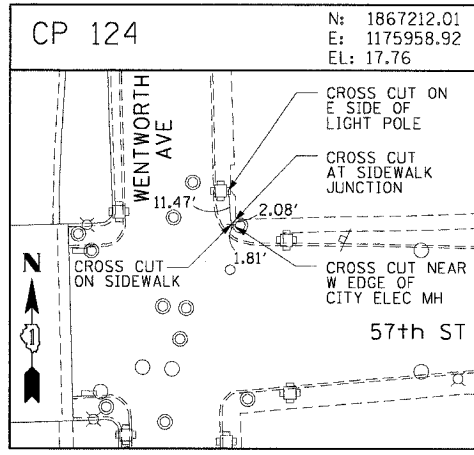 CP 124
N: 1867212.01
E: 1175958.92
EL: 17.76
WENTWORTH
AVE
CROSS CUT ON
E SIDE OF
LIGHT POLE
CROSS CUT
AT SIDEWALK
JUNCTION
11.47'
2.08'
1.81'
CROSS CUT
ON SIDEWALK
CROSS CUT NEAR
W EDGE OF
CITY ELEC MH
N
1
57th ST